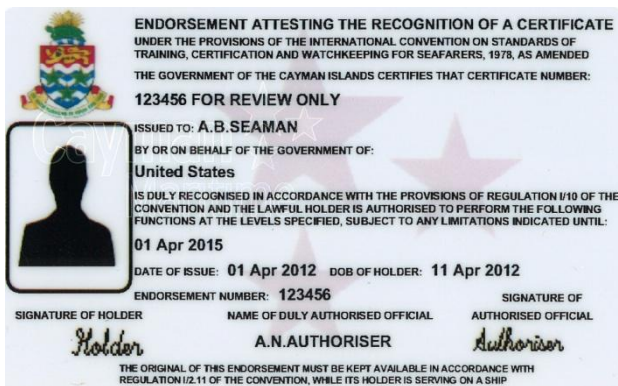 ENDORSEMENT ATTESTING THE RECOGNITION OF A CERTIFICATE
UNDER THE PROVISIONS OF THE INTERNATIONAL CONVENTION ON STANDARDS OF
TRAINING, CERTIFICATION AND WATCHKEEPING FOR SEAFARERS, 1978, AS AMENDED
THE GOVERNMENT OF THE CAYMAN ISLANDS CERTIFIES THAT CERTIFICATE NUMBER:
123456 FOR REVIEW ONLY
ISSUED TO: A.B.SEAMAN
BY OR ON BEHALF OF THE GOVERNMENT OF:
United States
IS DULY RECOGNISED IN ACCORDANCE WITH THE PROVISIONS OF REGULATION I/10 OF THE
CONVENTION AND THE LAWFUL HOLDER IS AUTHORISED TO PERFORM THE FOLLOWING
FUNCTIONS AT THE LEVELS SPECIFIED, SUBJECT TO ANY LIMITATIONS INDICATED UNTIL:
01 Apr 2015
DATE OF ISSUE: 01 Apr 2012 DOB OF HOLDER: 11 Apr 2012
ENDORSEMENT NUMBER: 123456
SIGNATURE OF HOLDER
NAME OF DULY AUTHORISED OFFICIAL
SIGNATURE OF
AUTHORISED OFFICIAL
Holder
A.N.AUTHORISER
Authoriser
THE ORIGINAL OF THIS ENDORSEMENT MUST BE KEPT AVAILABLE IN ACCORDANCE WITH
REGULATION I/2.11 OF THE CONVENTION, WHILE ITS HOLDER IS SERVING ON A SHIP